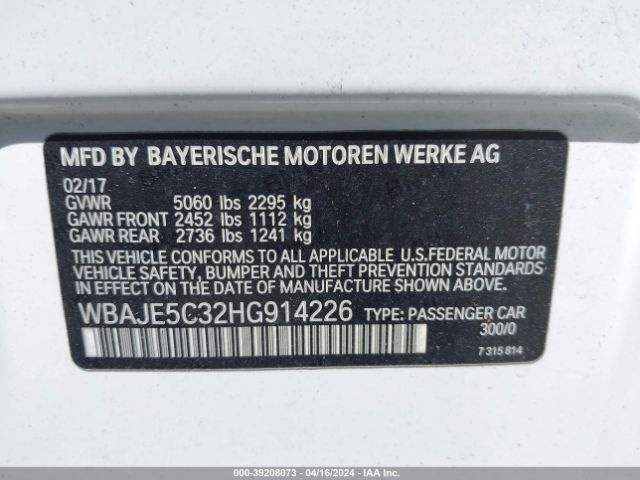 MFD BY BAYERISCHE MOTOREN WERKE AG
02/17
GVWR 5060 lbs 2295 kg
GAWR FRONT 2452 lbs 1112 kg
GAWR REAR 2736 lbs 1241 kg
THIS VEHICLE CONFORMS TO ALL APPLICABLE U.S.FEDERAL MOTOR
VEHICLE SAFETY, BUMPER AND THEFT PREVENTION STANDARDS
IN EFFECT ON THE DATE OF MANUFACTURE SHOWN ABOVE.
WBAJE5C32HG914226 TYPE: PASSENGER CAR
300/0
7 315 814
000-39208073 / 04/16/2024 / IAAI.COM